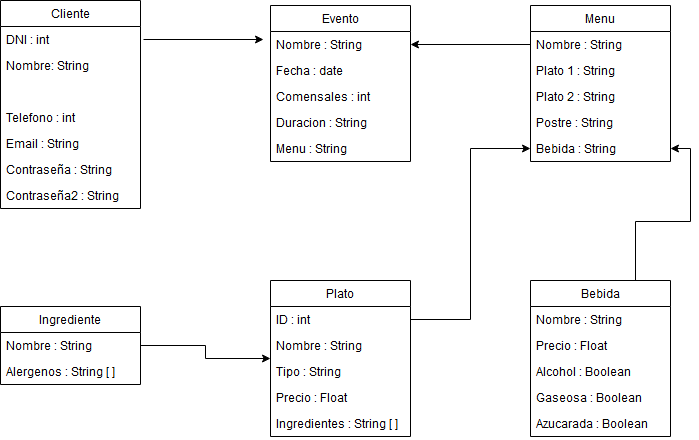 Cliente
DNI : int
Nombre: String
Telefono : int
Email : String
Contraseña : String
Contraseña2 : String
Evento
Nombre : String
Fecha : date
Comensales : int
Duracion : String
Menu : String
Menu
Nombre : String
Plato 1 : String
Plato 2 : String
Postre : String
Bebida : String
Ingrediente
Nombre : String
Alergenos : String [ ]
Plato
ID : int
Nombre : String
Tipo : String
Precio : Float
Ingredientes : String [ ]
Bebida
Nombre : String
Precio : Float
Alcohol : Boolean
Gaseosa : Boolean
Azucarada : Boolean